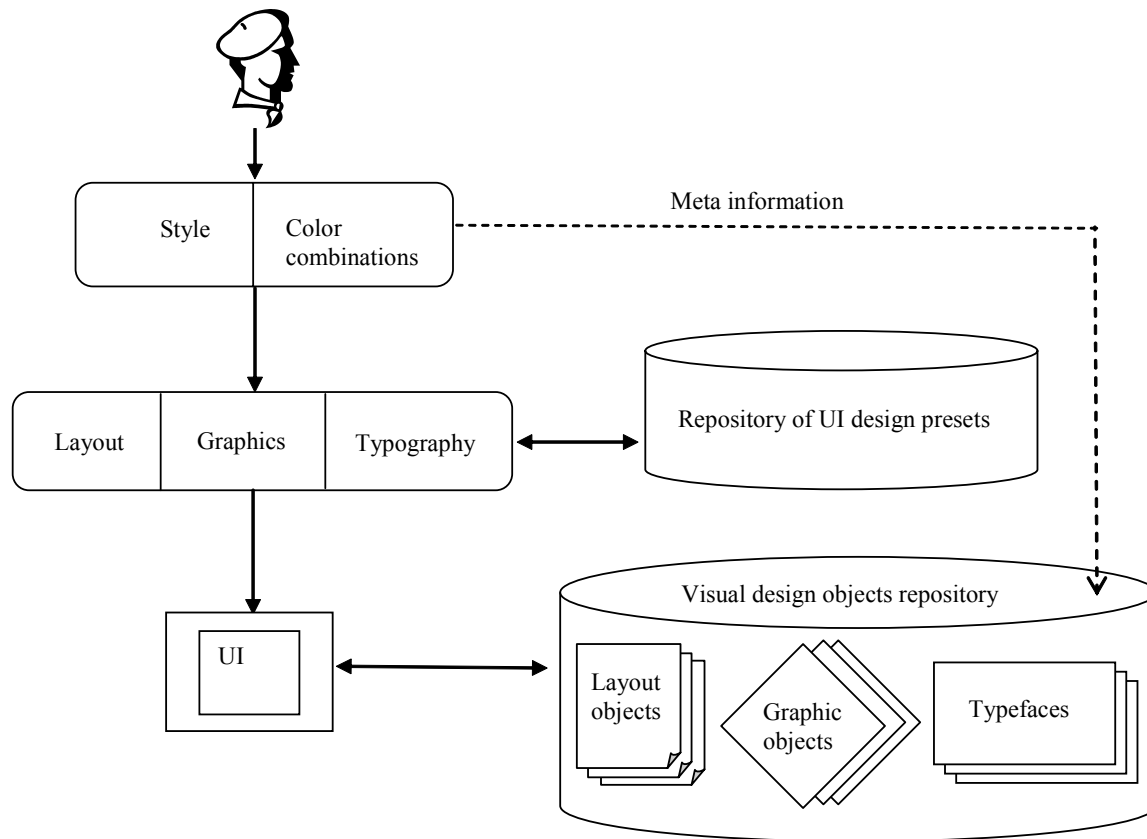 Meta information
Style
Color
combinations
Layout
Graphics
Typography
Repository of UI design presets
Visual design objects repository
UI
Layout
objects
Graphic
objects
Typefaces